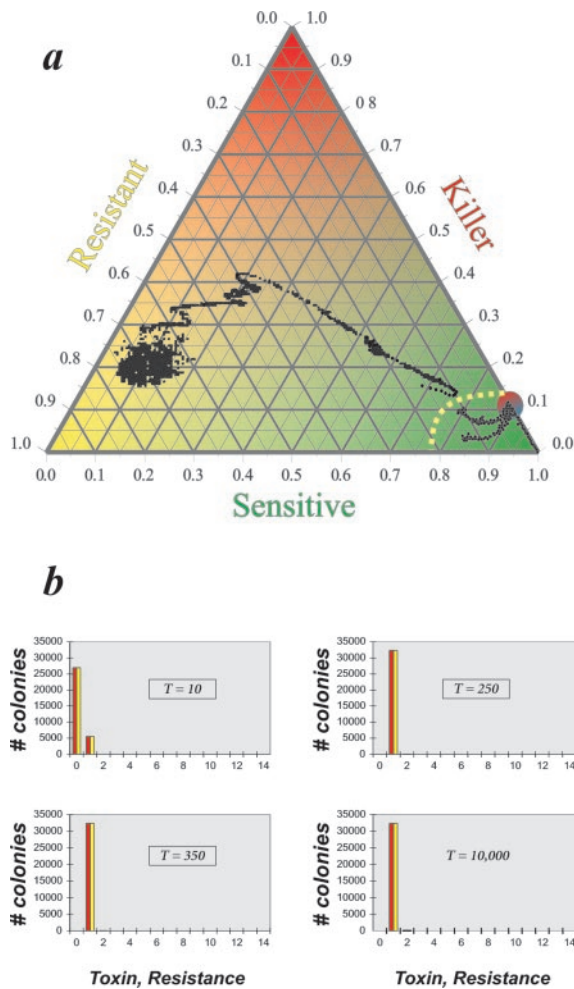 a
0.0 1.0
0.1 0.9
0.2 0 8
0.3 0.7
0.4 0.6
0.5 0.5
0.6 0.4
0.7 0.3
0.8 0.2
0.9 0.1
1.0 0.0
Resistant
Killer
0.0 0.1 0.2 0.3 0.4 0.5 0.6 0.7 0.8 0.9 1.0
Sensitive
b
# colonies
35000
30000
25000
20000
15000
10000
5000
0
T = 10
0 2 4 6 8 10 12 14
# colonies
35000
30000
25000
20000
15000
10000
5000
0
T = 250
0 2 4 6 8 10 12 14
# colonies
35000
30000
25000
20000
15000
10000
5000
0
T = 350
0 2 4 6 8 10 12 14
Toxin, Resistance
# colonies
35000
30000
25000
20000
15000
10000
5000
0
T = 10,000
0 2 4 6 8 10 12 14
Toxin, Resistance